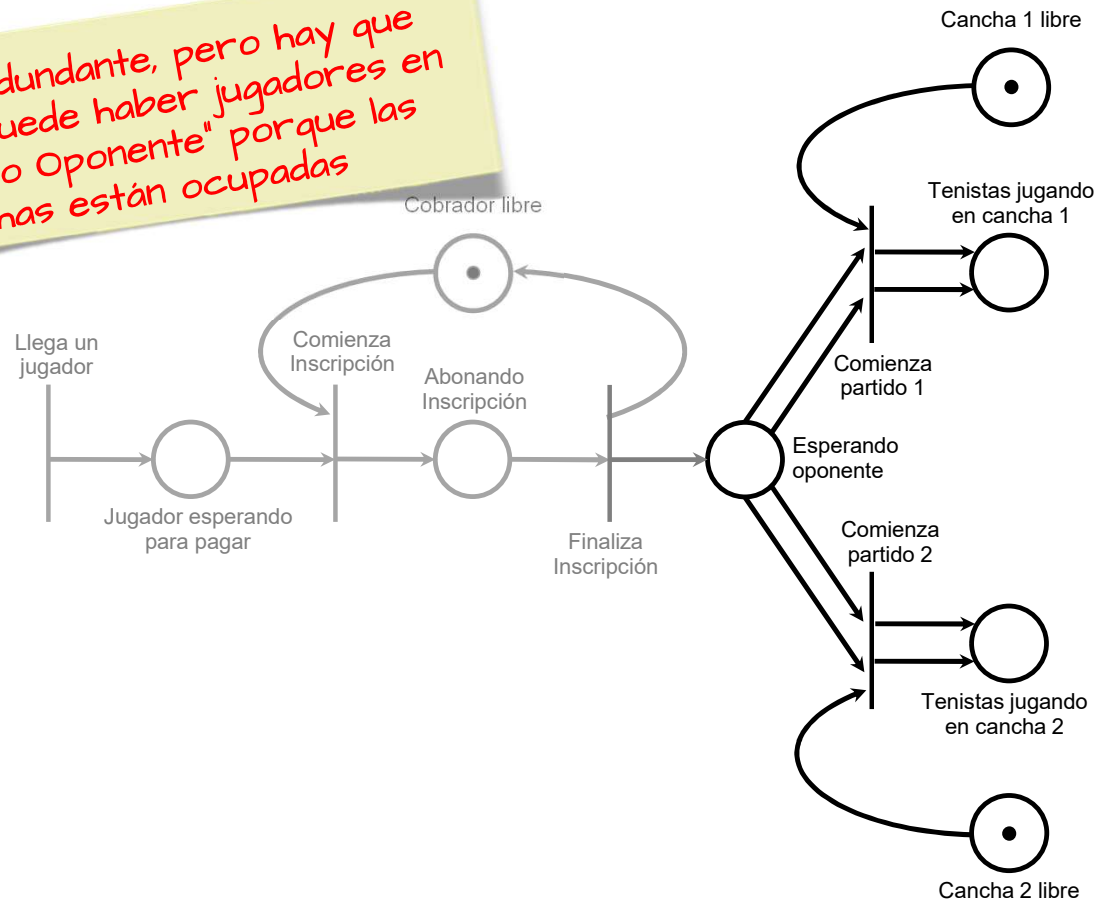 dundante, pero hay que
uede haber jugadores en
o Oponente" porque las
nas están ocupadas
Cancha 1 libre
Tenistas jugando
en cancha 1
Cobrador libre
Llega un
jugador
Comienza
Inscripción
Abonando
Inscripción
Comienza
partido 1
Esperando
oponente
Jugador esperando
para pagar
Finaliza
Inscripción
Comienza
partido 2
Tenistas jugando
en cancha 2
Cancha 2 libre